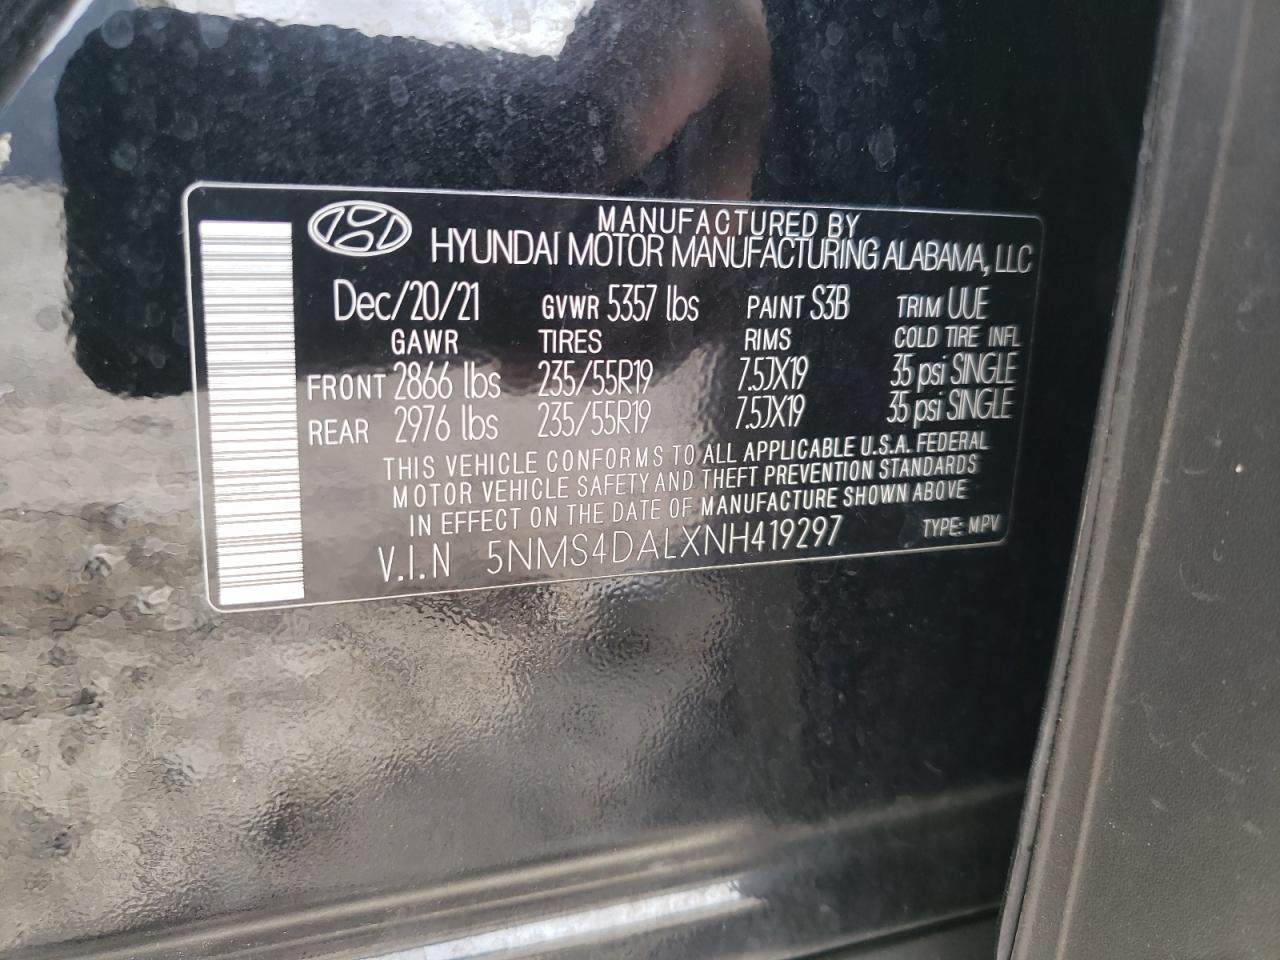 MANUFACTURED BY
HYUNDAI MOTOR MANUFACTURING ALABAMA, LLC
Dec/20/21 GVWR 5357 lbs PAINT S3B TRIM UUE
GAWR TIRES RIMS COLD TIRE INFL
FRONT 2866 lbs 235/55R19 7.5JX19 35 psi SINGLE
REAR 2976 lbs 235/55R19 7.5JX19 35 psi SINGLE
THIS VEHICLE CONFORMS TO ALL APPLICABLE U.S.A. FEDERAL
MOTOR VEHICLE SAFETY AND THEFT PREVENTION STANDARDS
IN EFFECT ON THE DATE OF MANUFACTURE SHOWN ABOVE
V.I.N 5NMS4DALXNH419297 TYPE: MPV